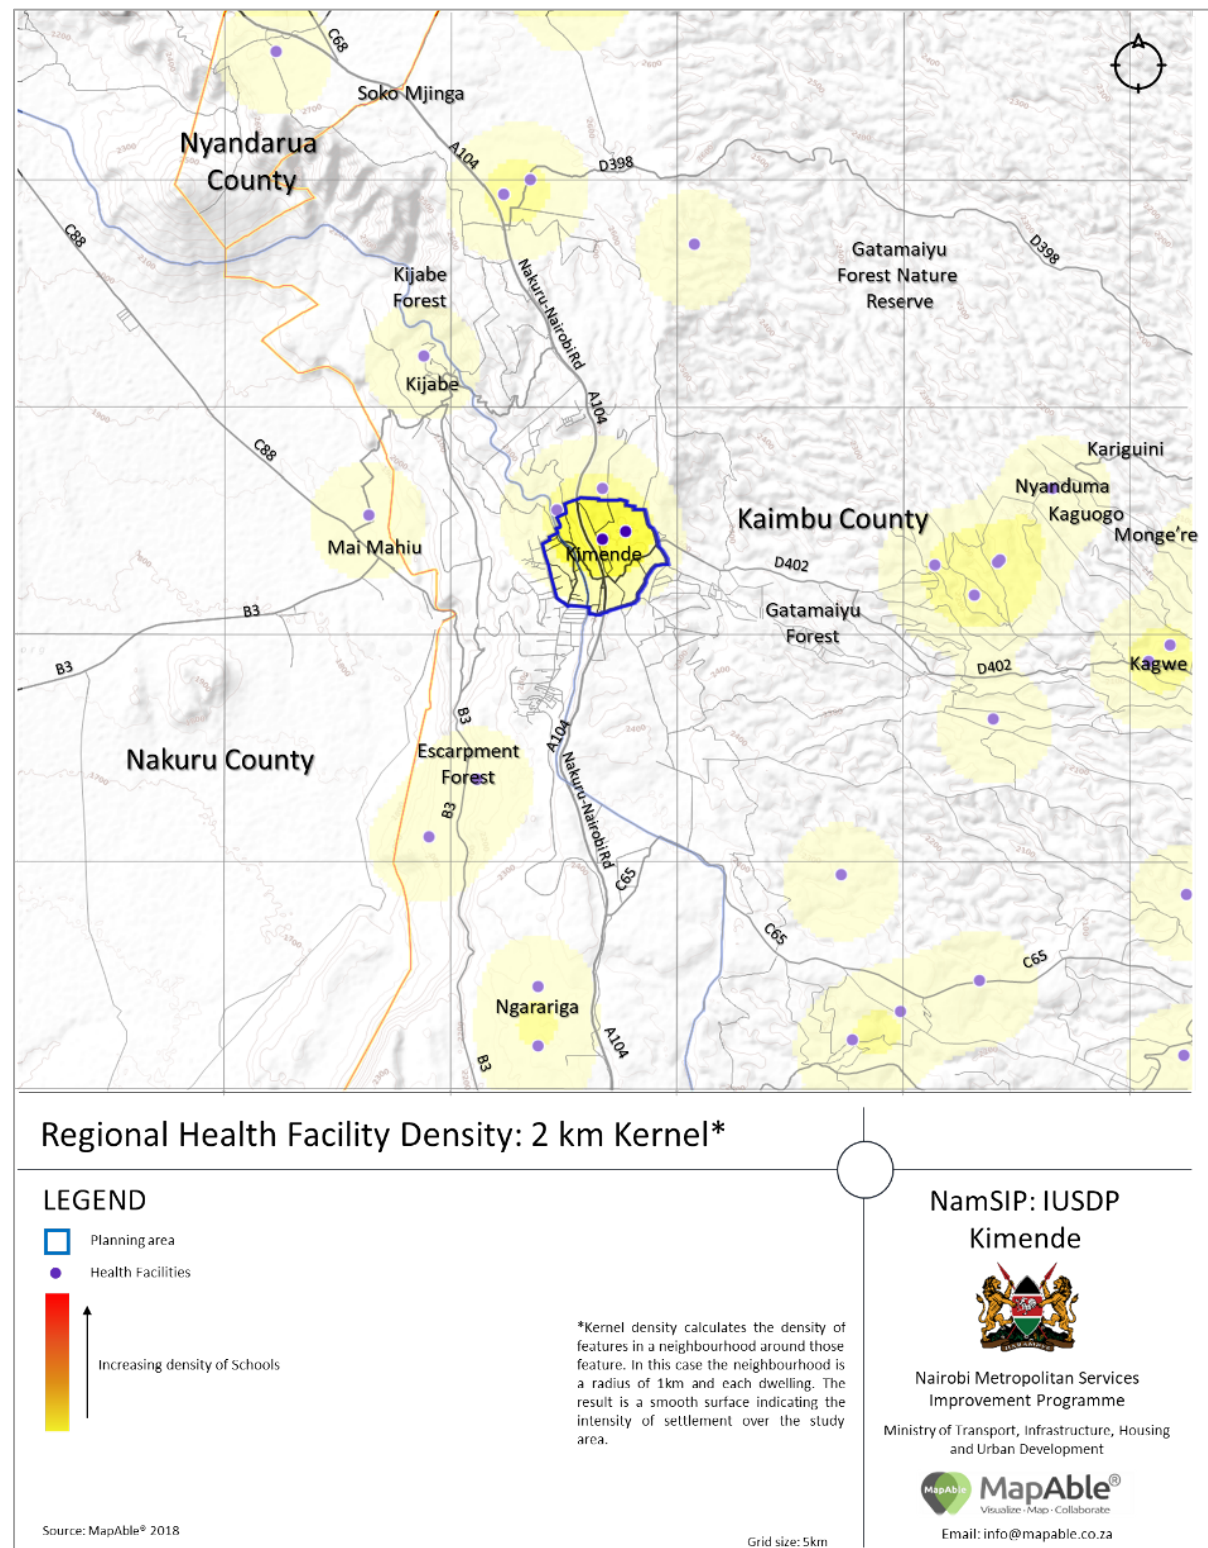 C68
Soko Mjinga
Nyandarua
County
A104
D398
C88
Kijabe
Forest
Nakuru-Nairobi Rd
Gatamaiyu
Forest Nature
Reserve
D398
Kijabe
A104
C88
Kariguini
Nyanduma
Kaguogo
Kaimbu County
Monge're
Mai Mahiu
Kimende
D402
B3
Gatamaiyu
Forest
B3
D402
Kagwe
B3
A104
Nakuru County
Escarpment
Forest
B3
Nakuru-Nairobi Rd
C65
C65
C65
Ngarariga
A104
B3
Regional Health Facility Density: 2 km Kernel*
LEGEND
Planning area
Health Facilities
Increasing density of Schools
*Kernel density calculates the density of
features in a neighbourhood around those
feature. In this case the neighbourhood is
a radius of 1km and each dwelling. The
result is a smooth surface indicating the
intensity of settlement over the study
area.
Source: MapAble® 2018
Grid size: 5km
NamSIP: IUSDP
Kimende
Nairobi Metropolitan Services
Improvement Programme
Ministry of Transport, Infrastructure, Housing
and Urban Development
MapAble
MapAble®
Visualize - Map - Collaborate
Email: info@mapable.co.za